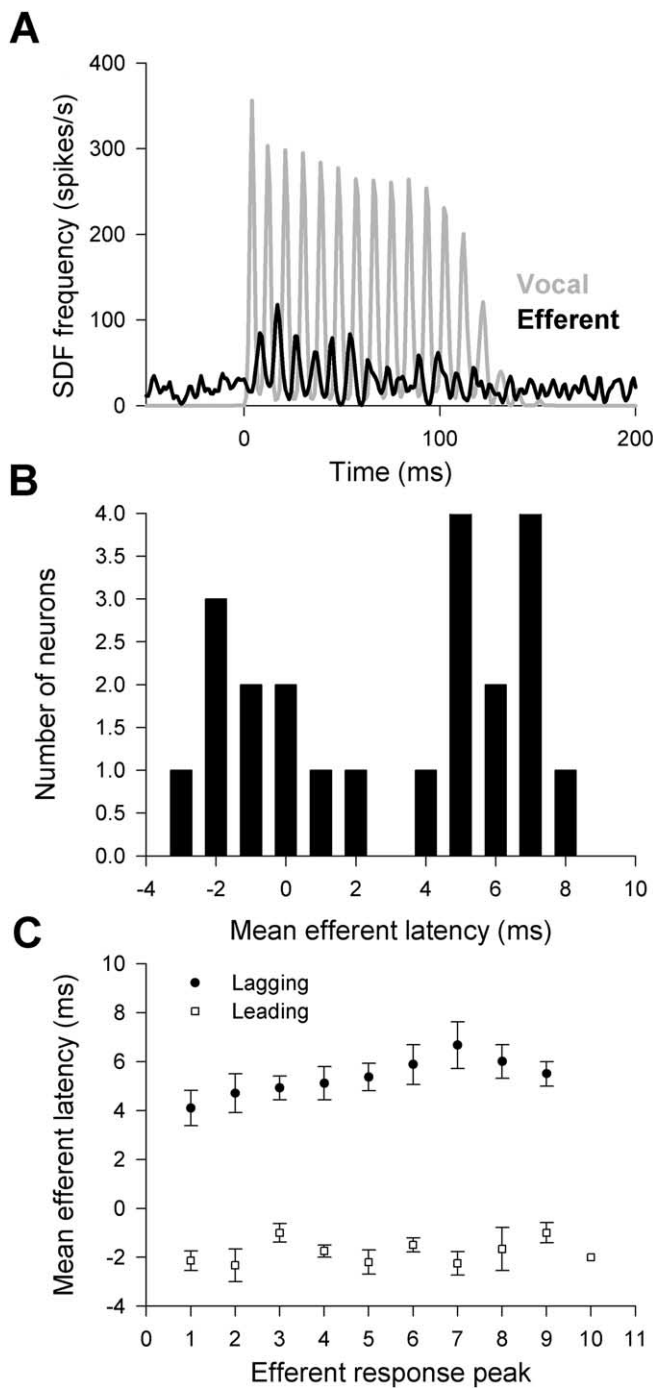 A
SDF frequency (spikes/s)
400
300
200
100
0
Vocal
Efferent
0 100 200
Time (ms)
B
Number of neurons
4.0
3.5
3.0
2.5
2.0
1.5
1.0
0.5
0.0
-4 -2 0 2 4 6 8 10
Mean efferent latency (ms)
C
Mean efferent latency (ms)
10
8
6
4
2
0
-2
-4
Lagging
Leading
0 1 2 3 4 5 6 7 8 9 10 11
Efferent response peak